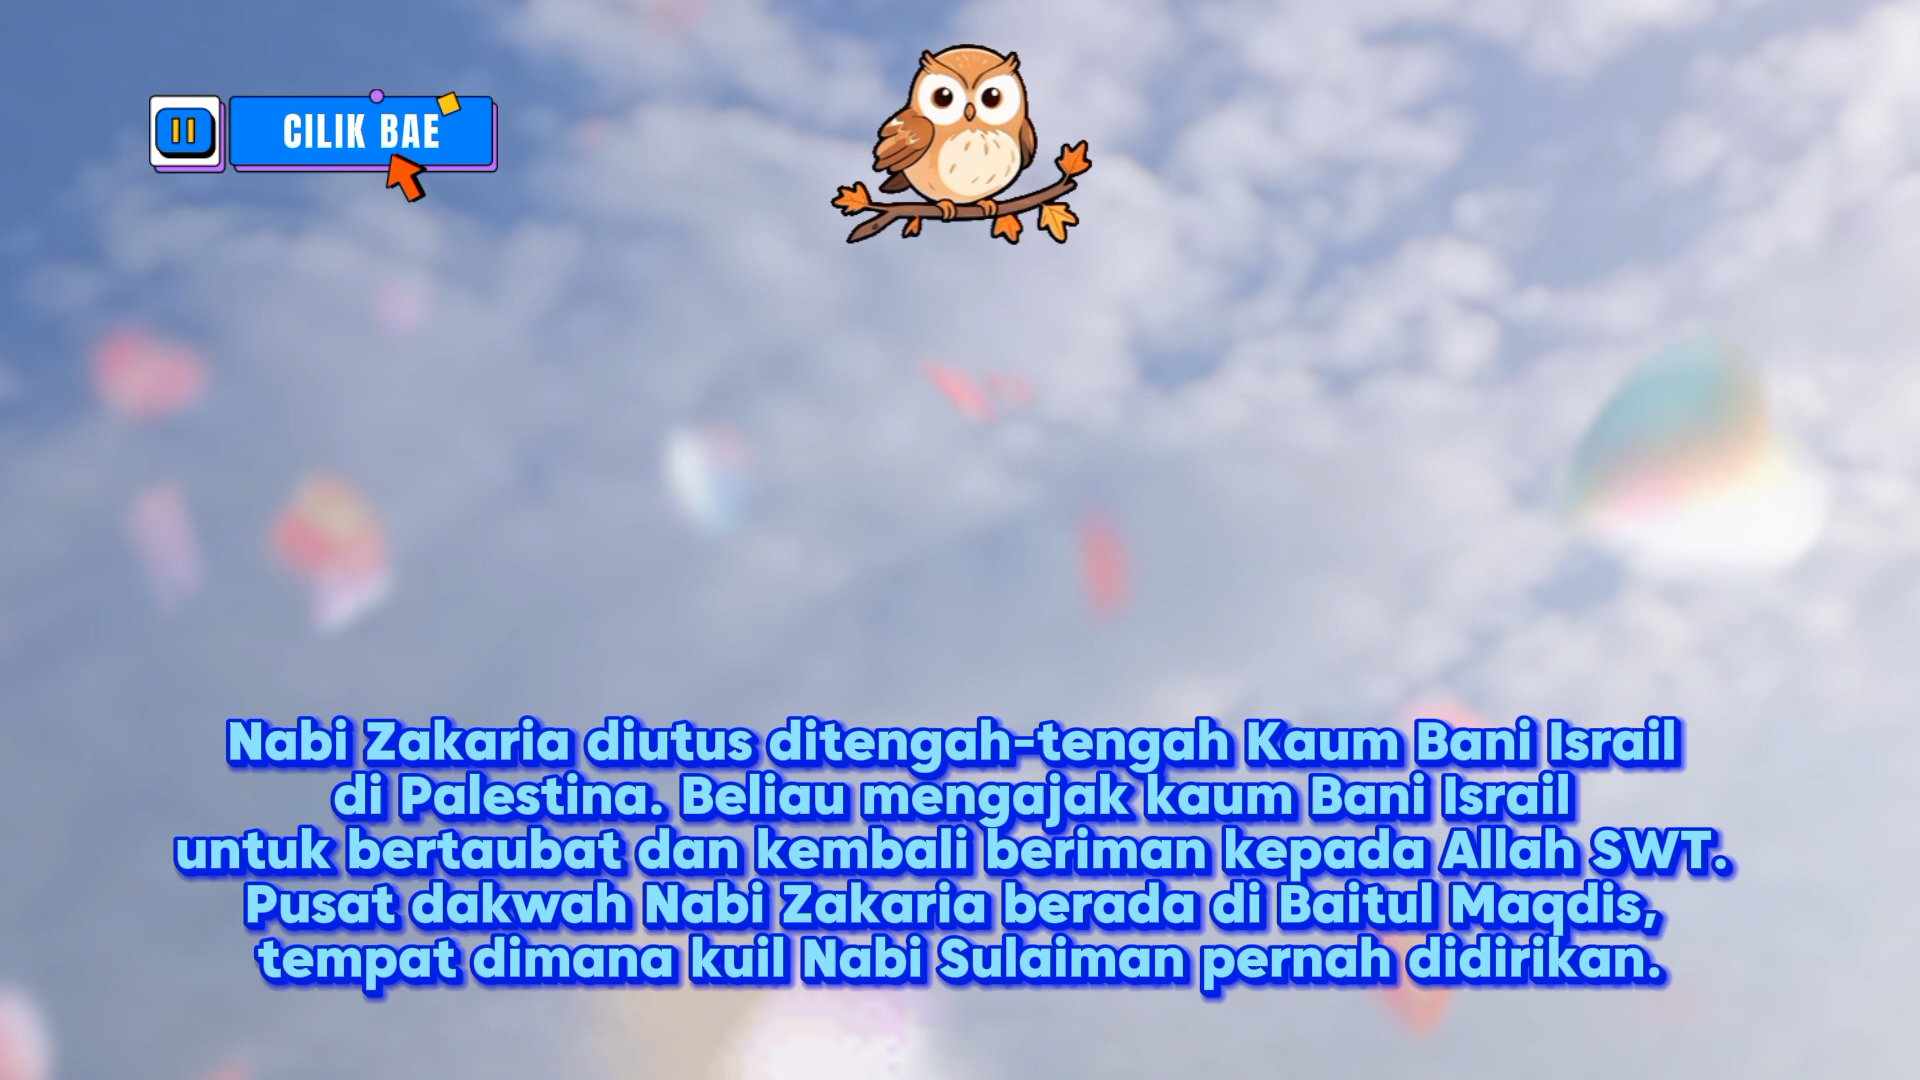 CILIK BAE
Nabi Zakaria diutus ditengah-tengah Kaum Bani Israil
di Palestina. Beliau mengajak kaum Bani Israil
untuk bertaubat dan kembali beriman kepada Allah SWT.
Pusat dakwah Nabi Zakaria berada di Baitul Maqdis,
tempat dimana kuil Nabi Sulaiman pernah didirikan.